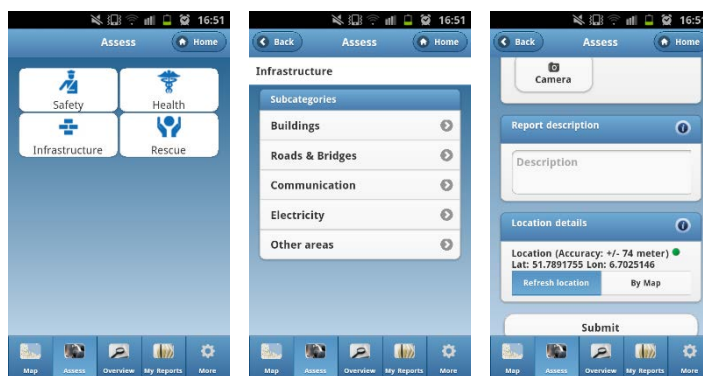 16:51
Assess
Home
Safety
Health
Infrastructure
Rescue
Map
Assess
Overview
My Reports
More
16:51
Back
Assess
Home
Infrastructure
Subcategories
Buildings
Roads & Bridges
Communication
Electricity
Other areas
Map
Assess
Overview
My Reports
More
16:51
Back
Assess
Home
Camera
Report description
Description
Location details
Location (Accuracy: +/- 74 meter)
Lat: 51.7891755 Lon: 6.7025146
Refresh location
By Map
Submit
Map
Assess
Overview
My Reports
More